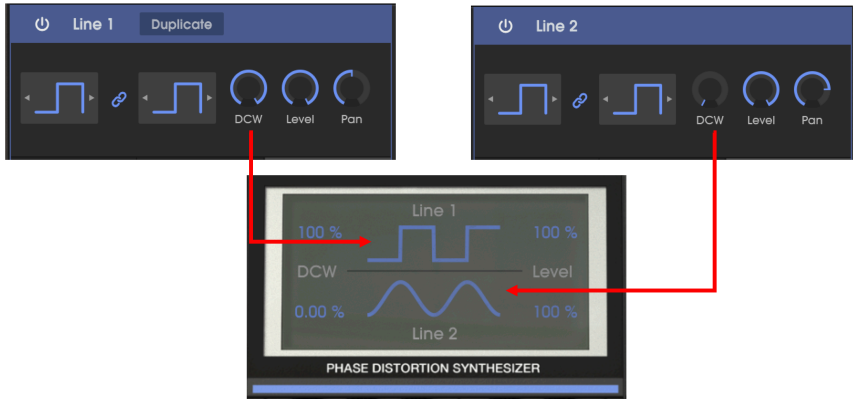 Line 1 Duplicate
DCW Level Pan
Line 2
DCW Level Pan
Line 1
100 % 100 %
DCW Level
0.00 % 100 %
Line 2
PHASE DISTORTION SYNTHESIZER